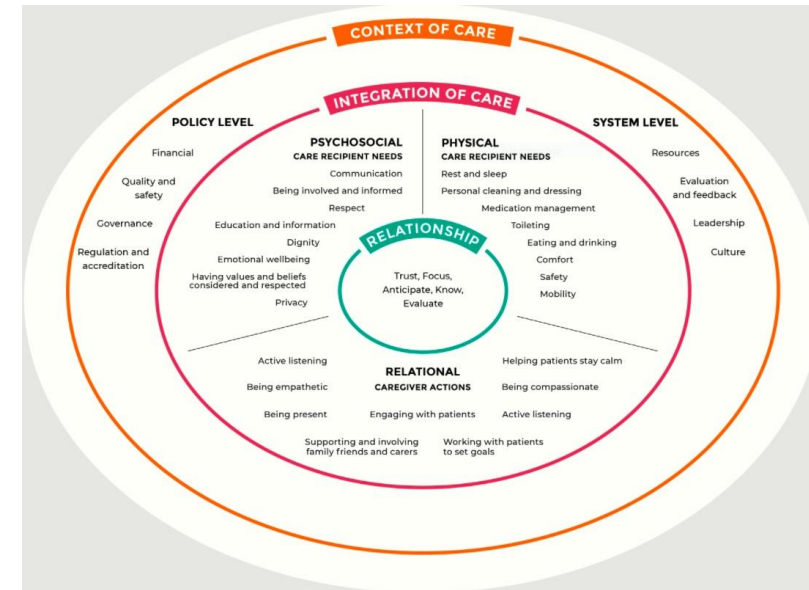 CONTEXT OF CARE
INTEGRATION OF CARE
POLICY LEVEL
Financial
Quality and
safety
Governance
Regulation and
accreditation
PSYCHOSOCIAL
CARE RECIPIENT NEEDS
Communication
Being involved and informed
Respect
Education and information
Dignity
Emotional wellbeing
Having values and beliefs
considered and respected
Privacy
PHYSICAL
CARE RECIPIENT NEEDS
Rest and sleep
Personal cleaning and dressing
Medication management
Toileting
Eating and drinking
Comfort
Safety
Mobility
SYSTEM LEVEL
Resources
Evaluation
and feedback
Leadership
Culture
RELATIONSHIP
Trust, Focus,
Anticipate, Know,
Evaluate
RELATIONAL
CAREGIVER ACTIONS
Active listening
Being empathetic
Being present
Engaging with patients
Supporting and involving
family friends and carers
Helping patients stay calm
Being compassionate
Active listening
Working with patients
to set goals